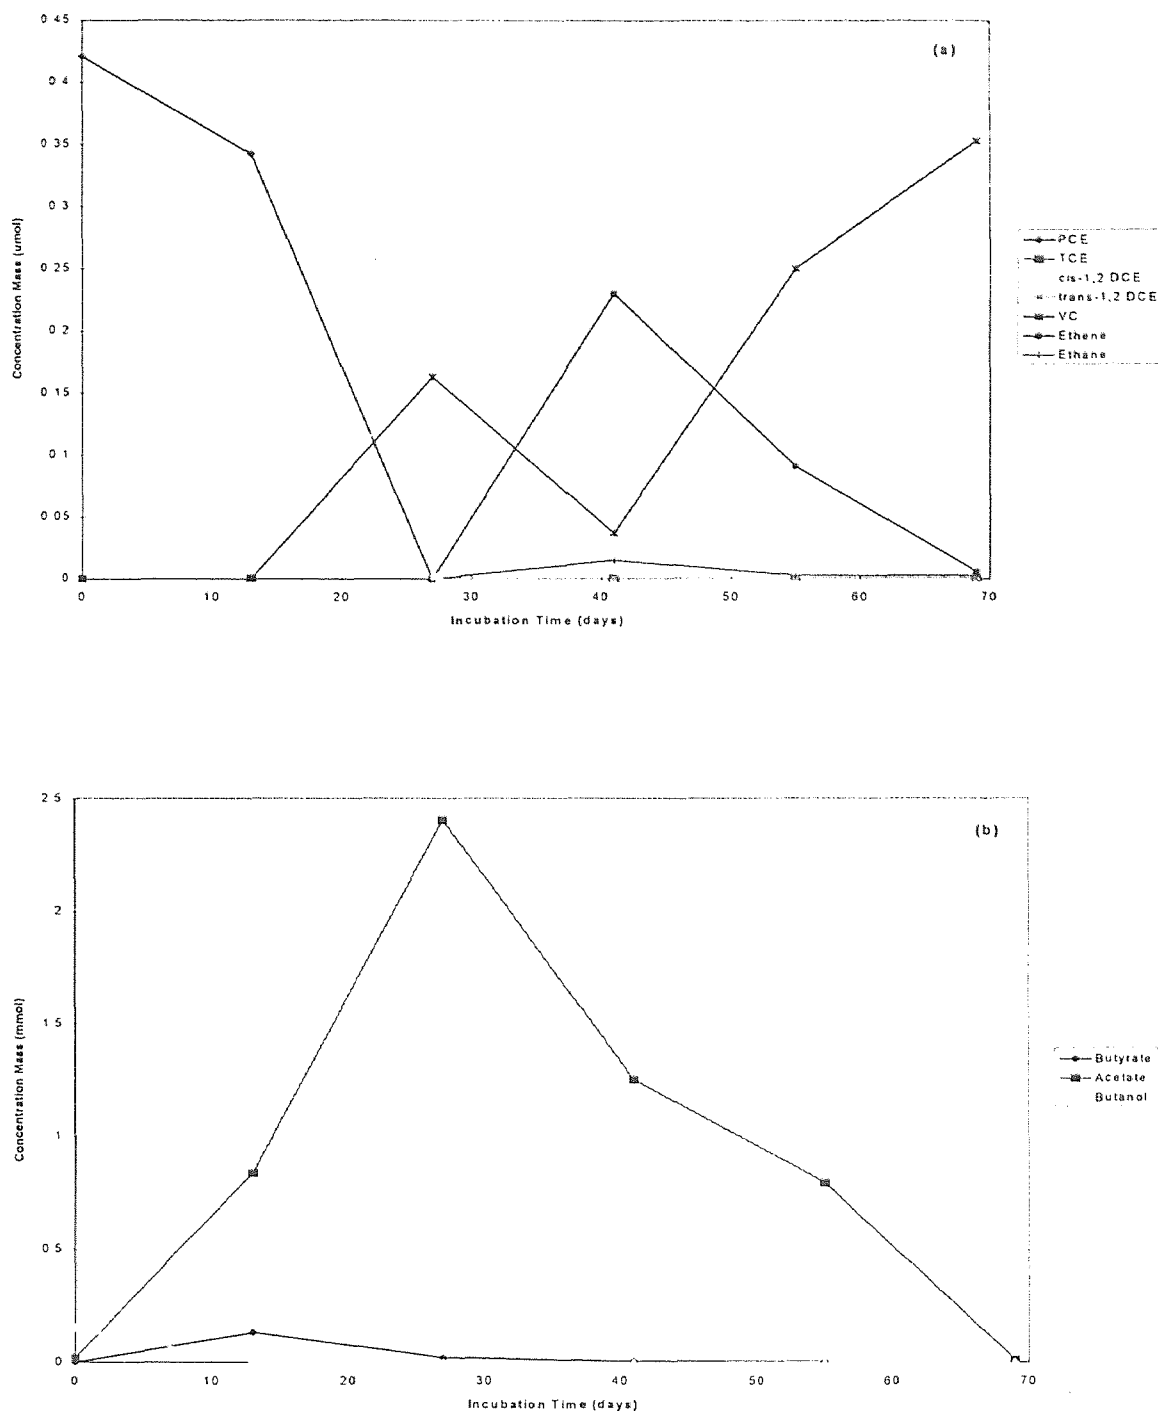 0 45
(a)
0 4
0 35
0 3
0 25
0 2
0 15
0 1
0 05
0
Concentration Mass (umol)
0 10 20 30 40 50 60 70
Incubation Time (days)
PCE
TCE
cis-1,2 DCE
trans-1,2 DCE
VC
Ethene
Ethane
2 5
(b)
2
1 5
1
0 5
0
Concentration Mass (mmol)
0 10 20 30 40 50 60 70
Incubation Time (days)
Butyrate
Acetate
Butanol